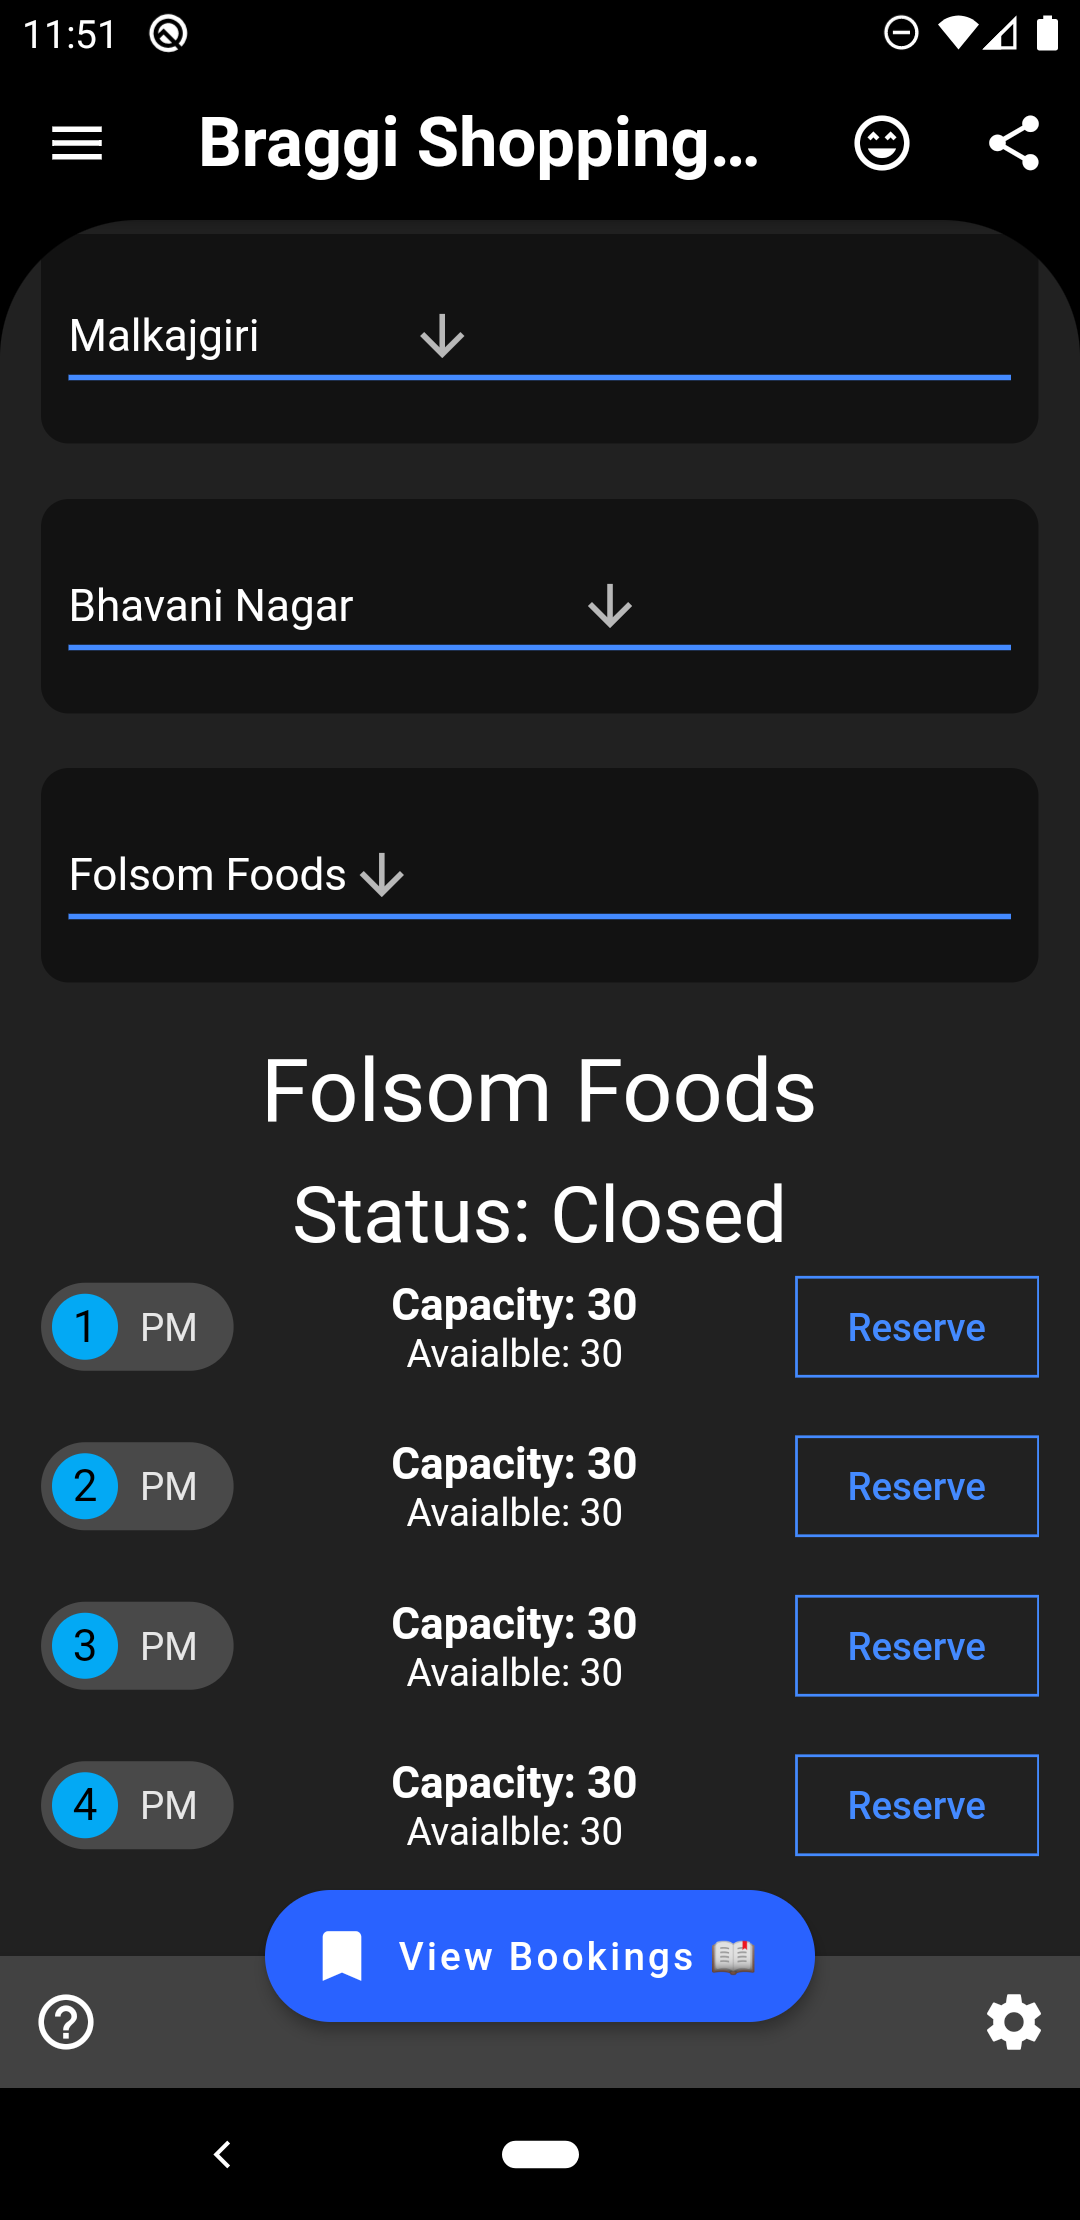 11:51
Braggi Shopping...
Malkajgiri
Bhavani Nagar
Folsom Foods
Folsom Foods
Status: Closed
1 PM
Capacity: 30
Avaialble: 30
Reserve
2 PM
Capacity: 30
Avaialble: 30
Reserve
3 PM
Capacity: 30
Avaialble: 30
Reserve
4 PM
Capacity: 30
Avaialble: 30
Reserve
View Bookings 📖